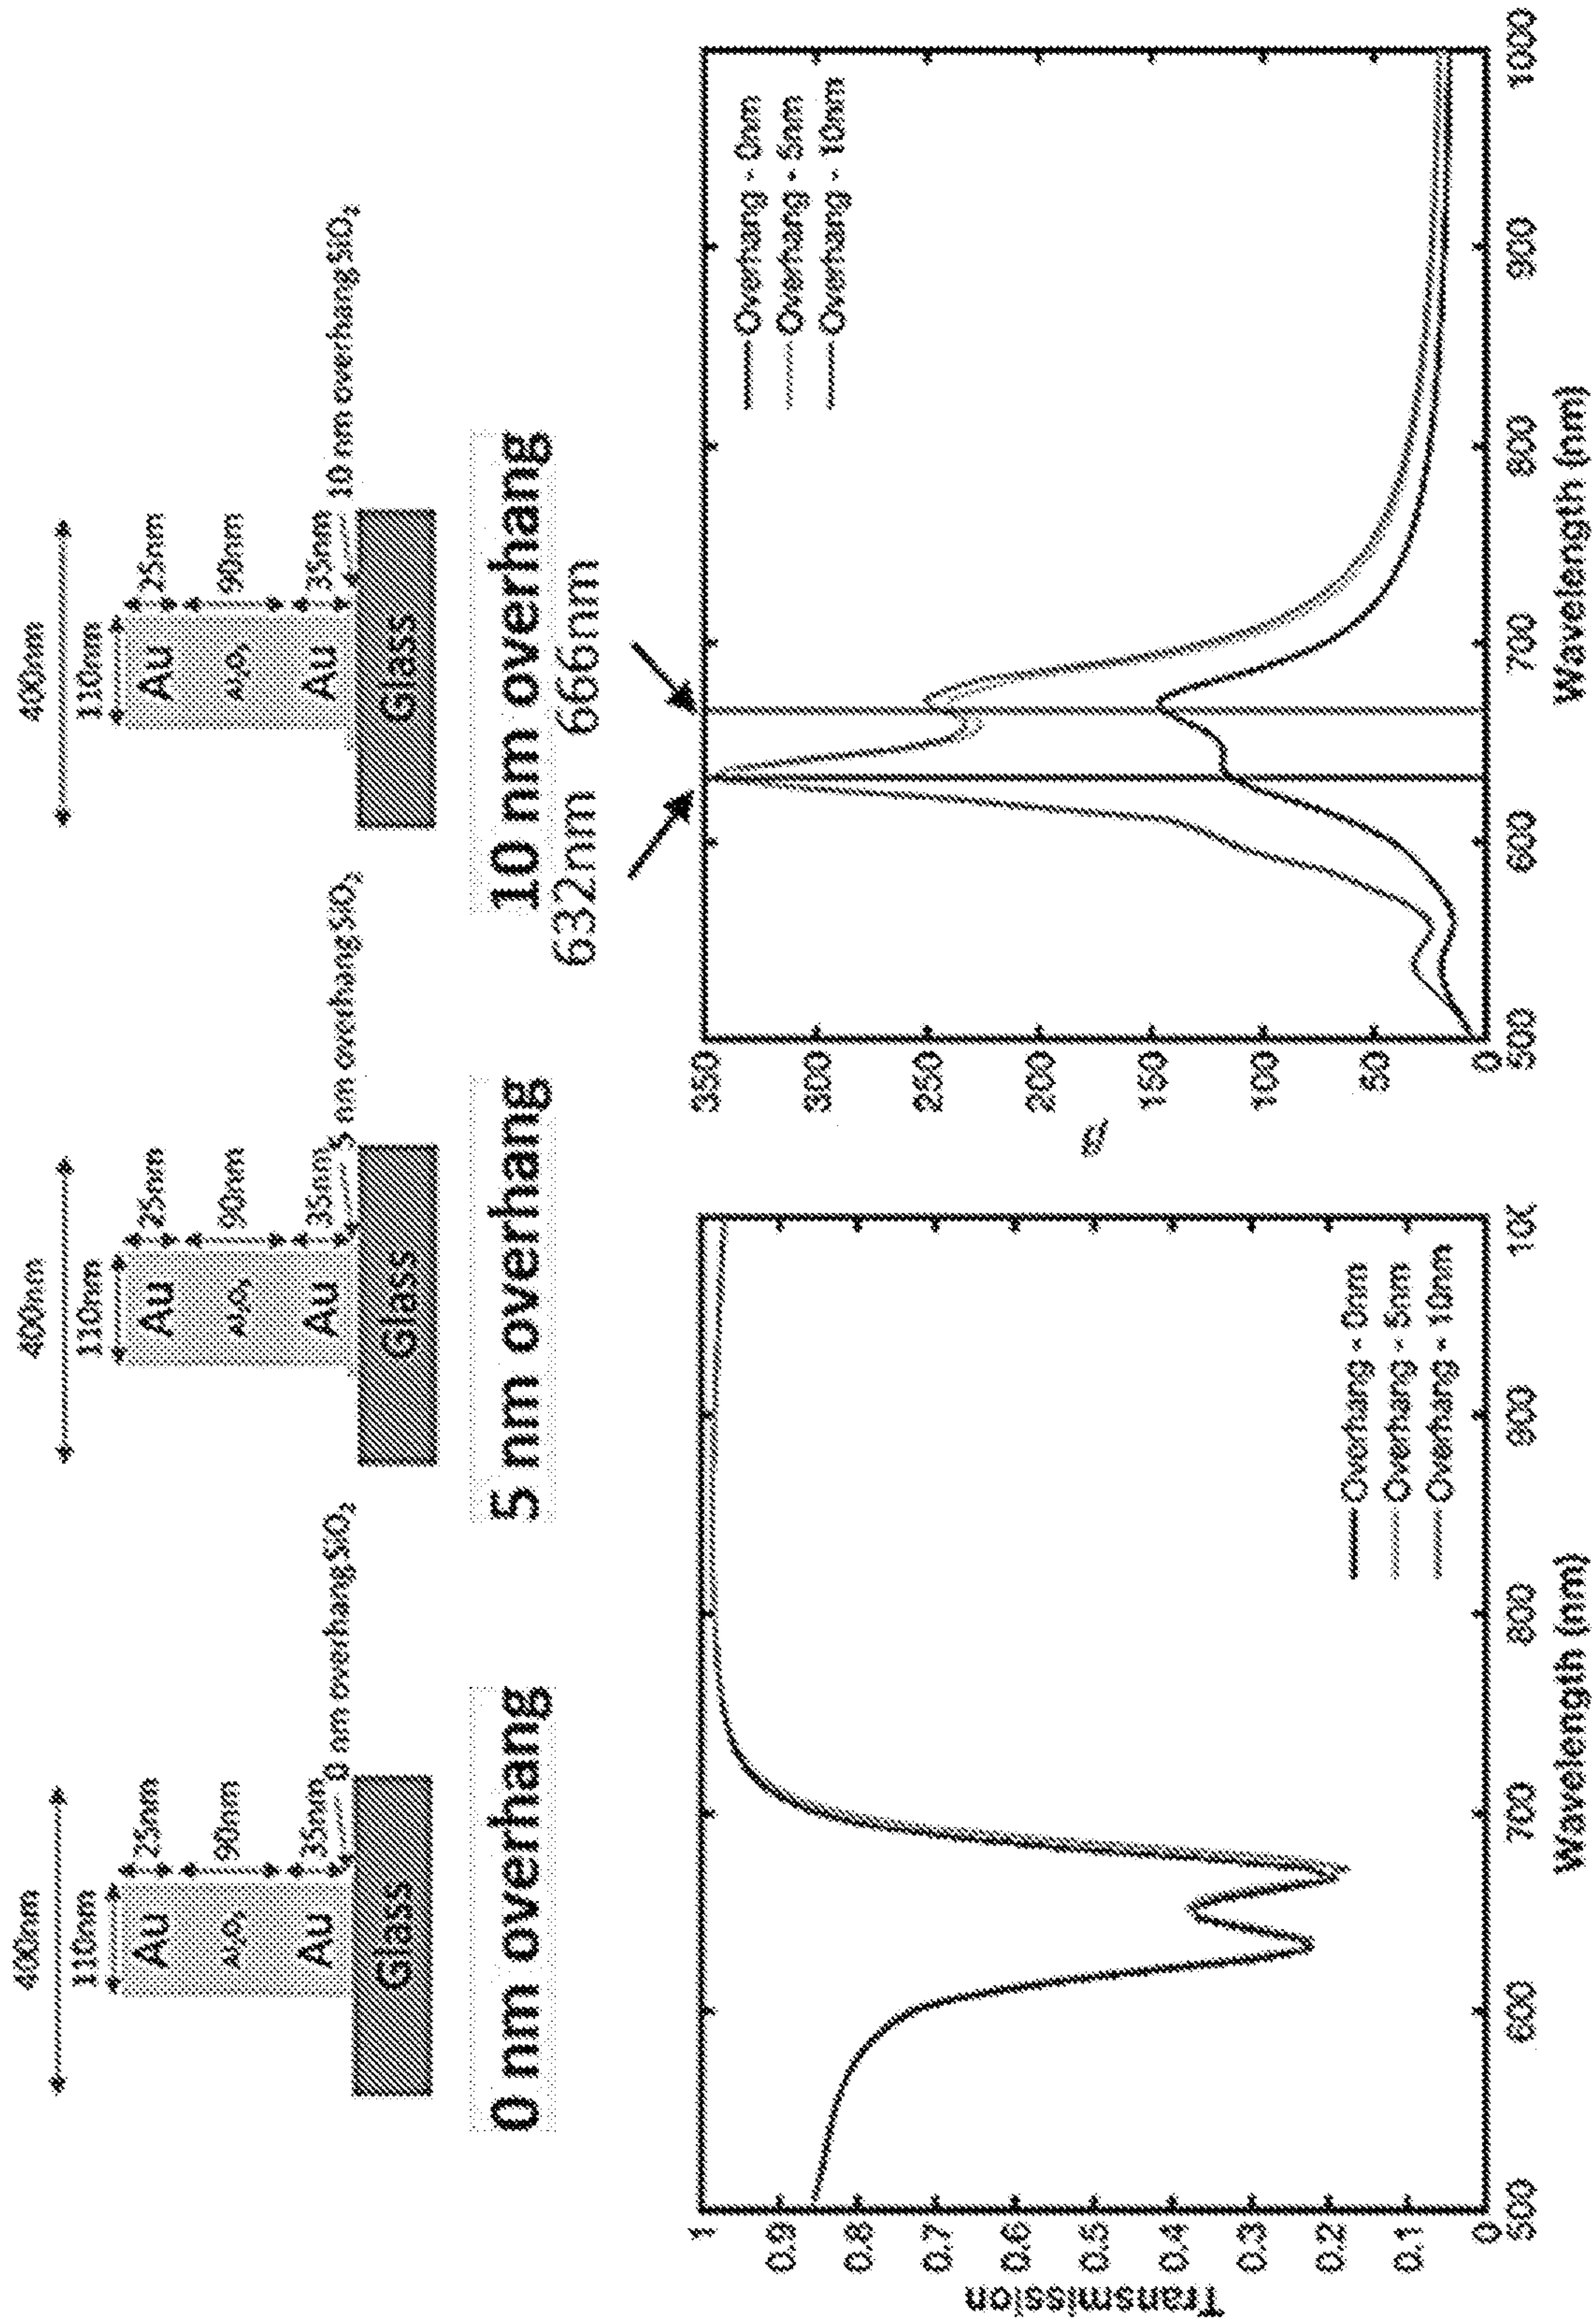 400nm
110nm
Au
25nm
Al₂O₃
90nm
Au
35nm
0 nm overhang SiO₂
Glass
0 nm overhang
400nm
110nm
Au
25nm
Al₂O₃
90nm
Au
35nm
5 nm overhang SiO₂
Glass
5 nm overhang
400nm
110nm
Au
25nm
Al₂O₃
90nm
Au
35nm
10 nm overhang SiO₂
Glass
10 nm overhang
632nm 666nm
Transmission
1
0.9
0.8
0.7
0.6
0.5
0.4
0.3
0.2
0.1
0
Overhang - 0nm
Overhang - 5nm
Overhang - 10nm
500 600 700 800 900
Wavelength (nm)
350
300
250
200
150
100
50
0
Overhang - 0nm
Overhang - 5nm
Overhang - 10nm
500 600 700 800 900 1000
Wavelength (nm)